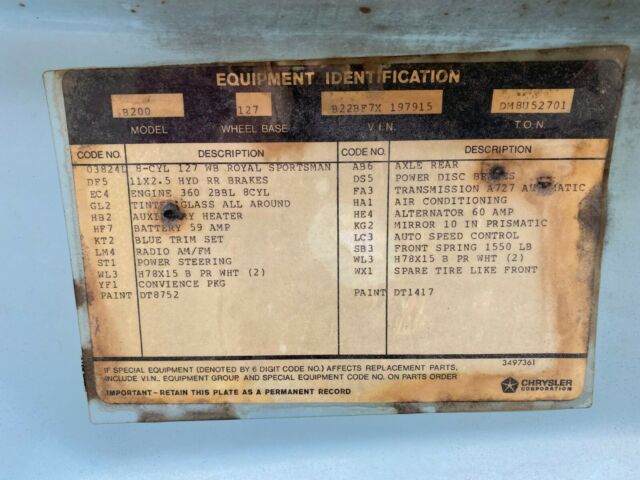 EQUIPMENT IDENTIFICATION
B200 127 B22BF7X 197915 DM8U52701
MODEL WHEEL BASE V.I.N. T.O.N.
CODE NO. DESCRIPTION CODE NO. DESCRIPTION
03824L 8-CYL 127 WB ROYAL SPORTSMAN AB6 AXLE REAR
DF5 11X2.5 HYD RR BRAKES DS5 POWER DISC BRAKES
EC4 ENGINE 360 2BBL 8CYL FA3 TRANSMISSION A727 AUTOMATIC
GL2 TINTED GLASS ALL AROUND HA1 AIR CONDITIONING
HB2 AUXILIARY HEATER HE4 ALTERNATOR 60 AMP
HF7 BATTERY 59 AMP KG2 MIRROR 10 IN PRISMATIC
KT2 BLUE TRIM SET LC3 AUTO SPEED CONTROL
LM4 RADIO AM/FM SB3 FRONT SPRING 1550 LB
ST1 POWER STEERING WL3 H78X15 B PR WHT (2)
WL3 H78X15 B PR WHT (2) WX1 SPARE TIRE LIKE FRONT
YF1 CONVIENCE PKG
PAINT DT8752 PAINT DT1417
IF SPECIAL EQUIPMENT (DENOTED BY 6 DIGIT CODE NO.) AFFECTS REPLACEMENT PARTS, 3497361
INCLUDE V.I.N., EQUIPMENT GROUP, AND SPECIAL EQUIPMENT CODE NO. ON PARTS ORDER
IMPORTANT-RETAIN THIS PLATE AS A PERMANENT RECORD
CHRYSLER
CORPORATION